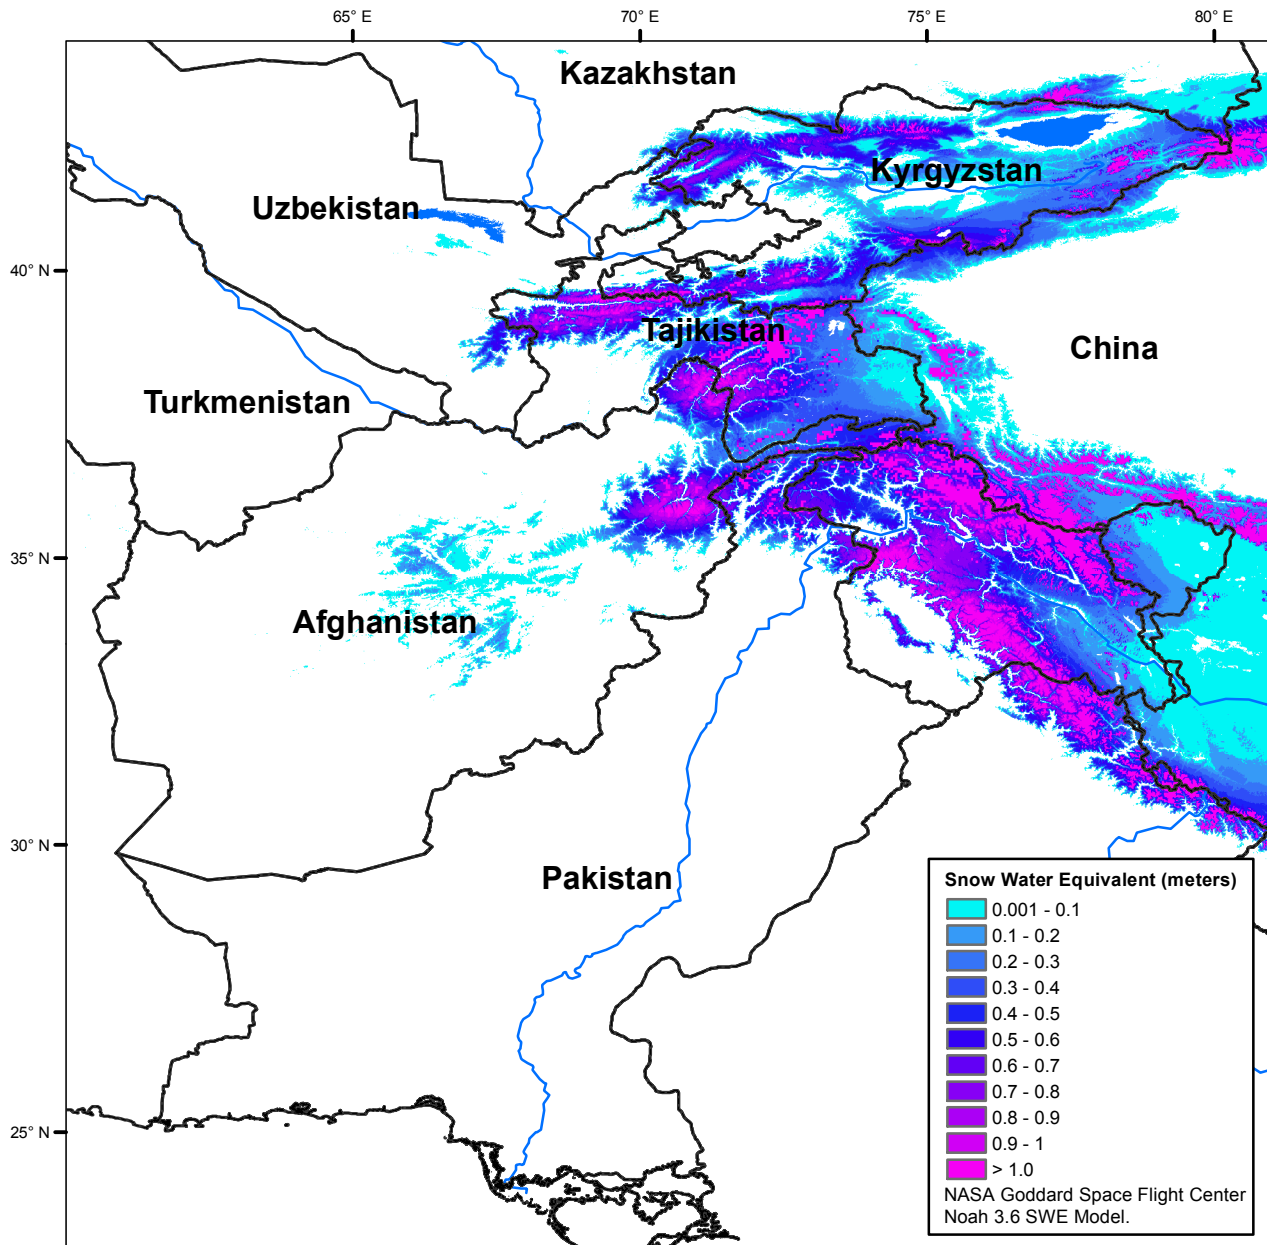 65° E
70° E
75° E
80° E
Kazakhstan
Kyrgyzstan
Uzbekistan
40° N
Tajikistan
China
Turkmenistan
35° N
Afghanistan
30° N
Pakistan
25° N
Snow Water Equivalent (meters)
0.001 - 0.1
0.1 - 0.2
0.2 - 0.3
0.3 - 0.4
0.4 - 0.5
0.5 - 0.6
0.6 - 0.7
0.7 - 0.8
0.8 - 0.9
0.9 - 1
> 1.0
NASA Goddard Space Flight Center
Noah 3.6 SWE Model.